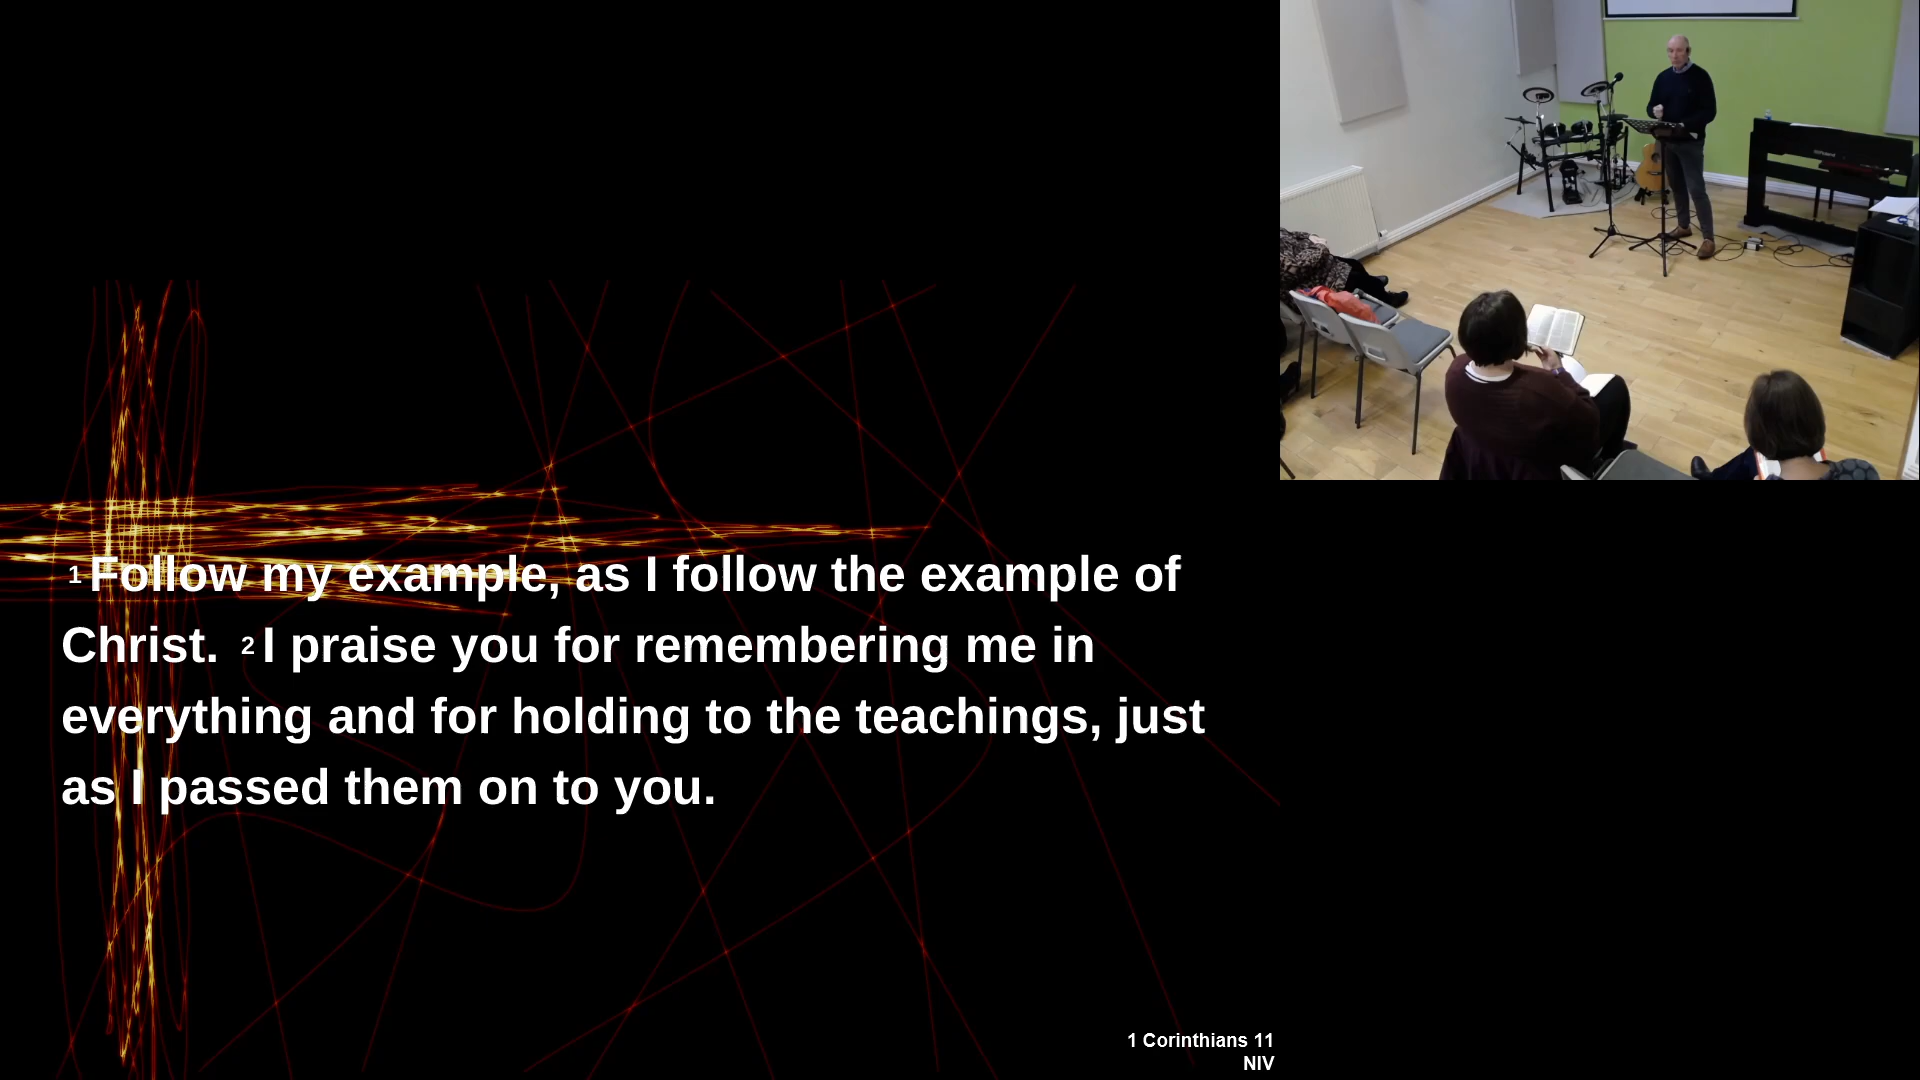 1 Follow my example, as I follow the example of
Christ. 2 I praise you for remembering me in
everything and for holding to the teachings, just
as I passed them on to you.
1 Corinthians 11
NIV